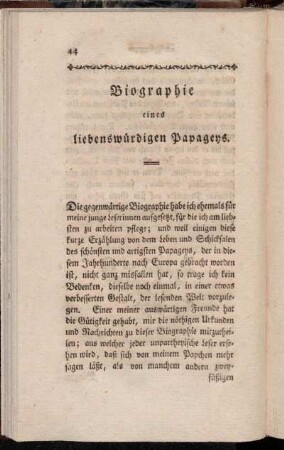 44
Biographie
eines
liebenswürdigen Papageys.
Die gegenwärtige Biographie habe ich ehemals für
meine junge Leserinnen aufgesetzt, für die ich am lieb-
sten zu arbeiten pflege; und weil einigen diese
kurze Erzählung von dem Leben und Schicksalen
des schönsten und artigsten Papageys, der in die-
sem Jahrhunderte nach Europa gebracht worden
ist, nicht ganz missfallen hat, so trage ich kein
Bedenken, dieselbe noch einmal, in einer etwas
verbesserten Gestalt, der lesenden Welt vorzule-
gen. Einer meiner auswärtigen Freunde hat
die Gütigkeit gehabt, mir die nöthigen Urkunden
und Nachrichten zu dieser Biographie mitzuthei-
len; aus welcher jeder unpartheyische Leser erse-
hen wird, daß sich von meinem Papchen mehr
sagen läßt, als von manchem andern zwey-
füßigen